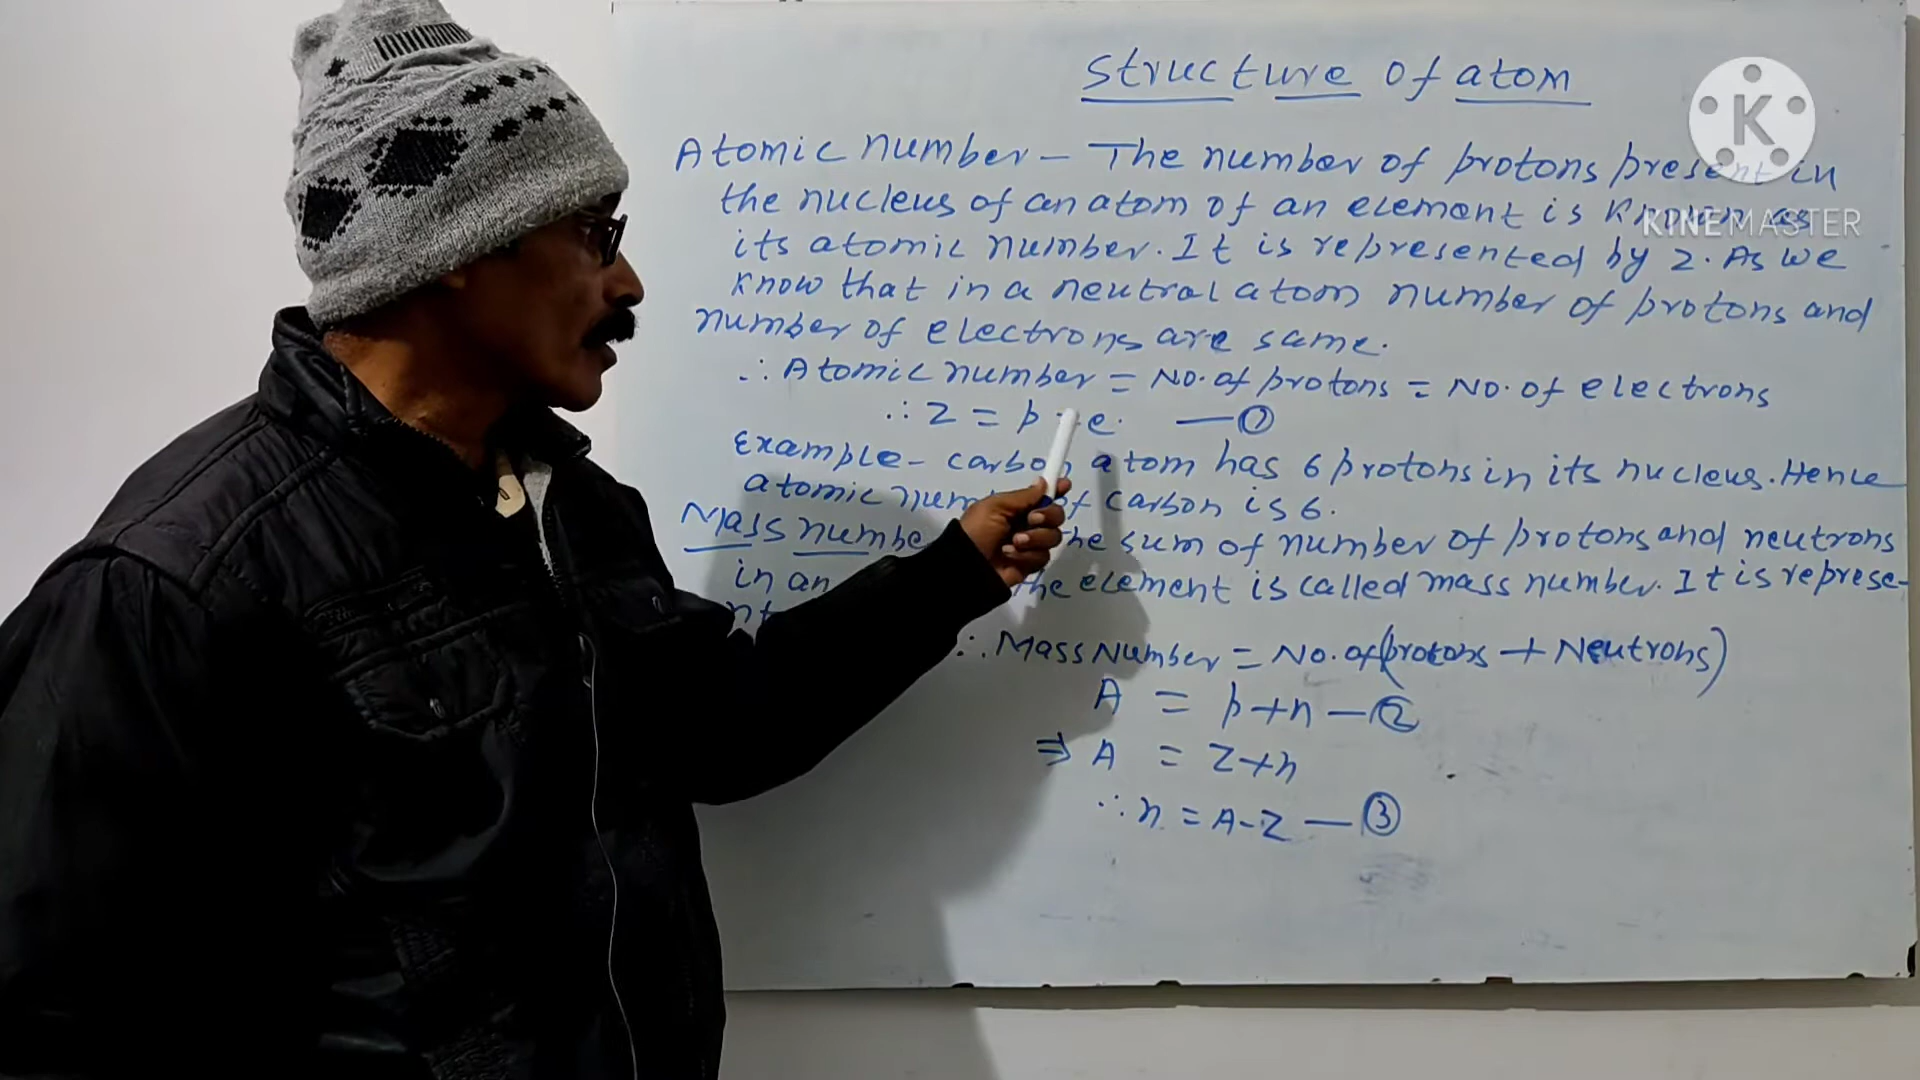 Structure of atom
Atomic number – The number of protons present in
the nucleus of an atom of an element is known as
its atomic number. It is represented by Z. As we
know that in a neutral atom number of protons and
number of electrons are same.
∴ Atomic number = No. of protons = No. of electrons
∴ Z = p = e. — ①
Example – carbon atom has 6 protons in its nucleus. Hence
atomic num of carbon is 6.
Mass numbe the sum of number of protons and neutrons
in an the element is called mass number. It is represe-
nt
∴ Mass Number = No. of (protons + Neutrons)
A = p+n — ②
⇒ A = Z+n
∴ n = A-Z — ③
K
KINEMASTER